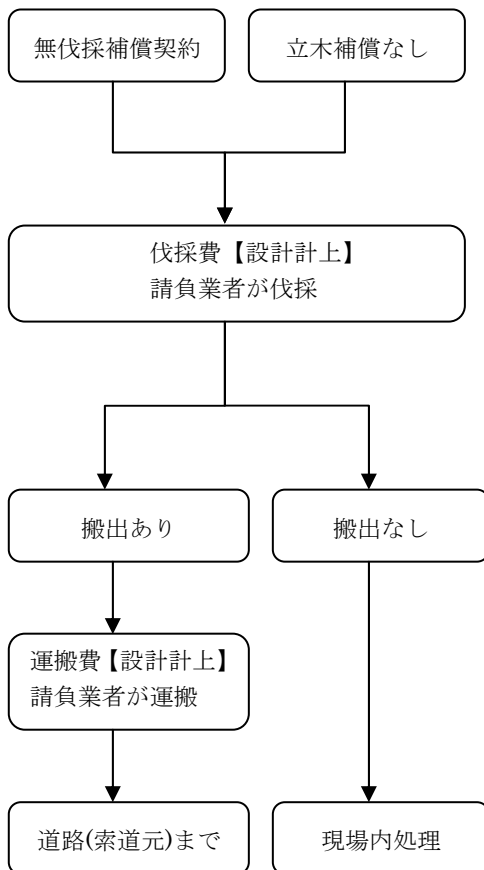 無伐採補償契約
立木補償なし
伐採費【設計計上】
請負業者が伐採
搬出あり
搬出なし
運搬費【設計計上】
請負業者が運搬
道路(索道元)まで
現場内処理